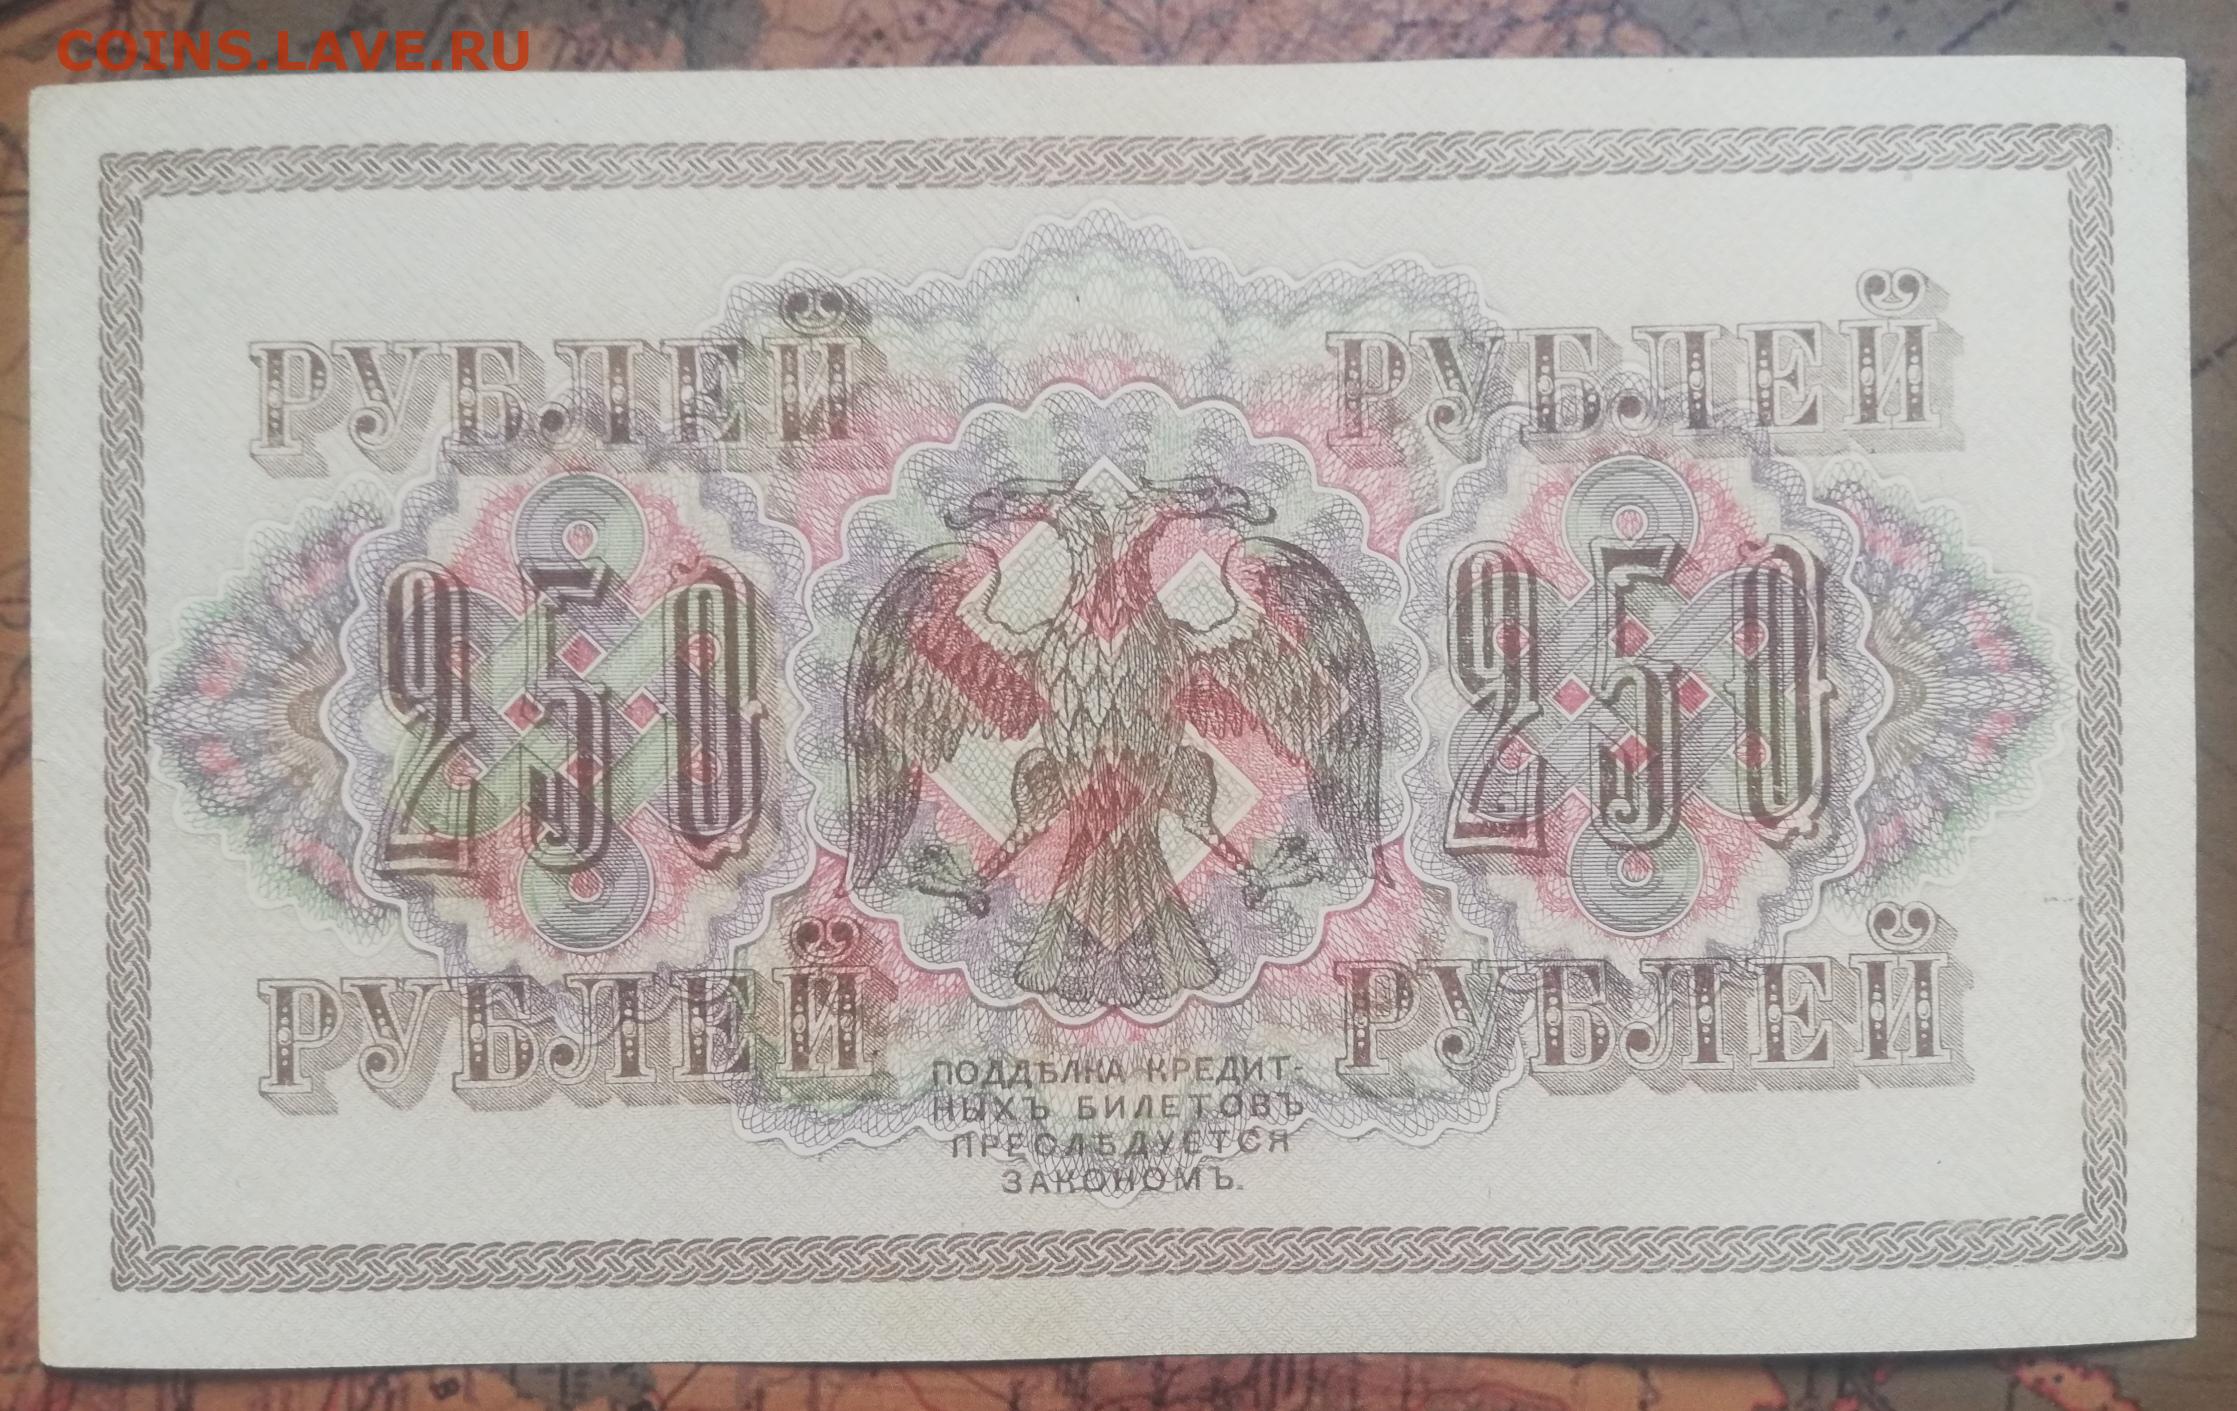 COINS.LAVE.RU
РУБЛЕЙ РУБЛЕЙ
250 250
РУБЛЕЙ РУБЛЕЙ
ПОДДѢЛКА КРЕДИТ-
НЫХЪ БИЛЕТОВЪ
ПРЕСЛѢДУЕТСЯ
ЗАКОНОМЪ.